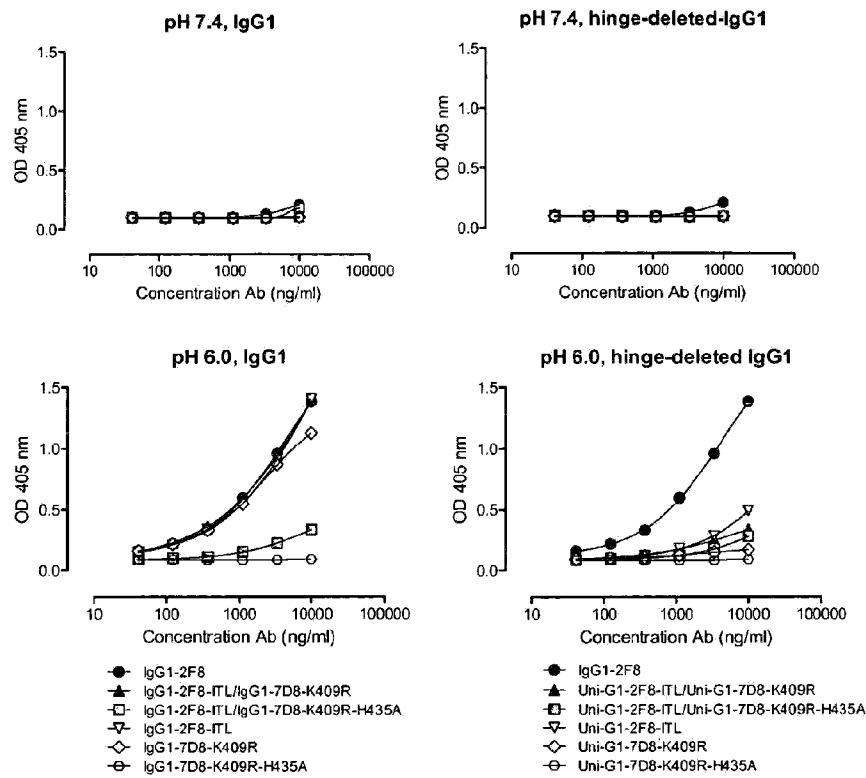 pH 7.4, IgG1
OD 405 nm
1.5
1.0
0.5
0.0
10 100 1000 10000 100000
Concentration Ab (ng/ml)
pH 7.4, hinge-deleted-IgG1
OD 405 nm
1.5
1.0
0.5
0.0
10 100 1000 10000 100000
Concentration Ab (ng/ml)
pH 6.0, IgG1
OD 405 nm
1.5
1.0
0.5
0.0
10 100 1000 10000 100000
Concentration Ab (ng/ml)
IgG1-2F8
IgG1-2F8-ITL/IgG1-7D8-K409R
IgG1-2F8-ITL/IgG1-7D8-K409R-H435A
IgG1-2F8-ITL
IgG1-7D8-K409R
IgG1-7D8-K409R-H435A
pH 6.0, hinge-deleted IgG1
OD 405 nm
1.5
1.0
0.5
0.0
10 100 1000 10000 100000
Concentration Ab (ng/ml)
IgG1-2F8
Uni-G1-2F8-ITL/Uni-G1-7D8-K409R
Uni-G1-2F8-ITL/Uni-G1-7D8-K409R-H435A
Uni-G1-2F8-ITL
Uni-G1-7D8-K409R
Uni-G1-7D8-K409R-H435A